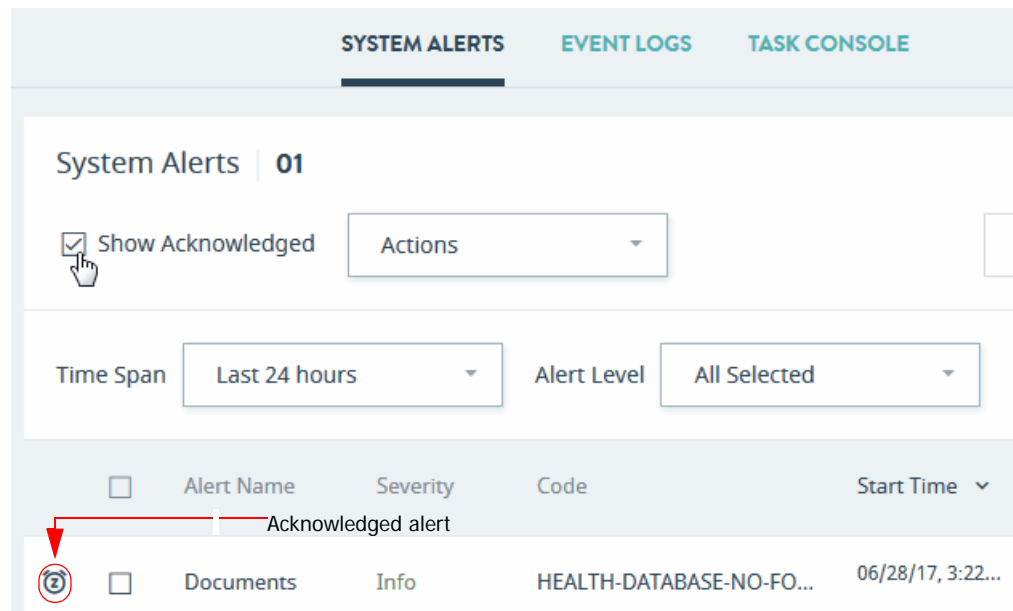 SYSTEM ALERTS EVENT LOGS TASK CONSOLE
System Alerts 01
Show Acknowledged Actions
Time Span Last 24 hours Alert Level All Selected
Alert Name Severity Code Start Time
Acknowledged alert
Documents Info HEALTH-DATABASE-NO-FO... 06/28/17, 3:22...